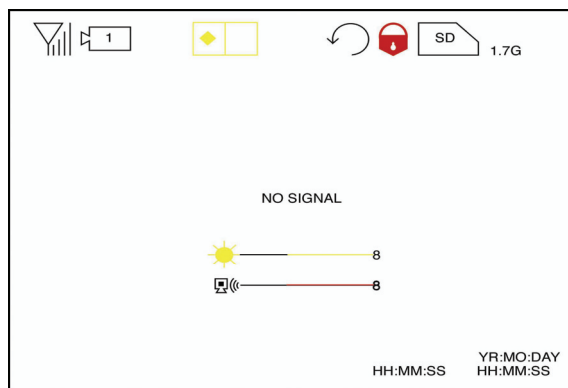 1
SD
1.7G
NO SIGNAL
8
8
YR:MO:DAY
HH:MM:SS HH:MM:SS